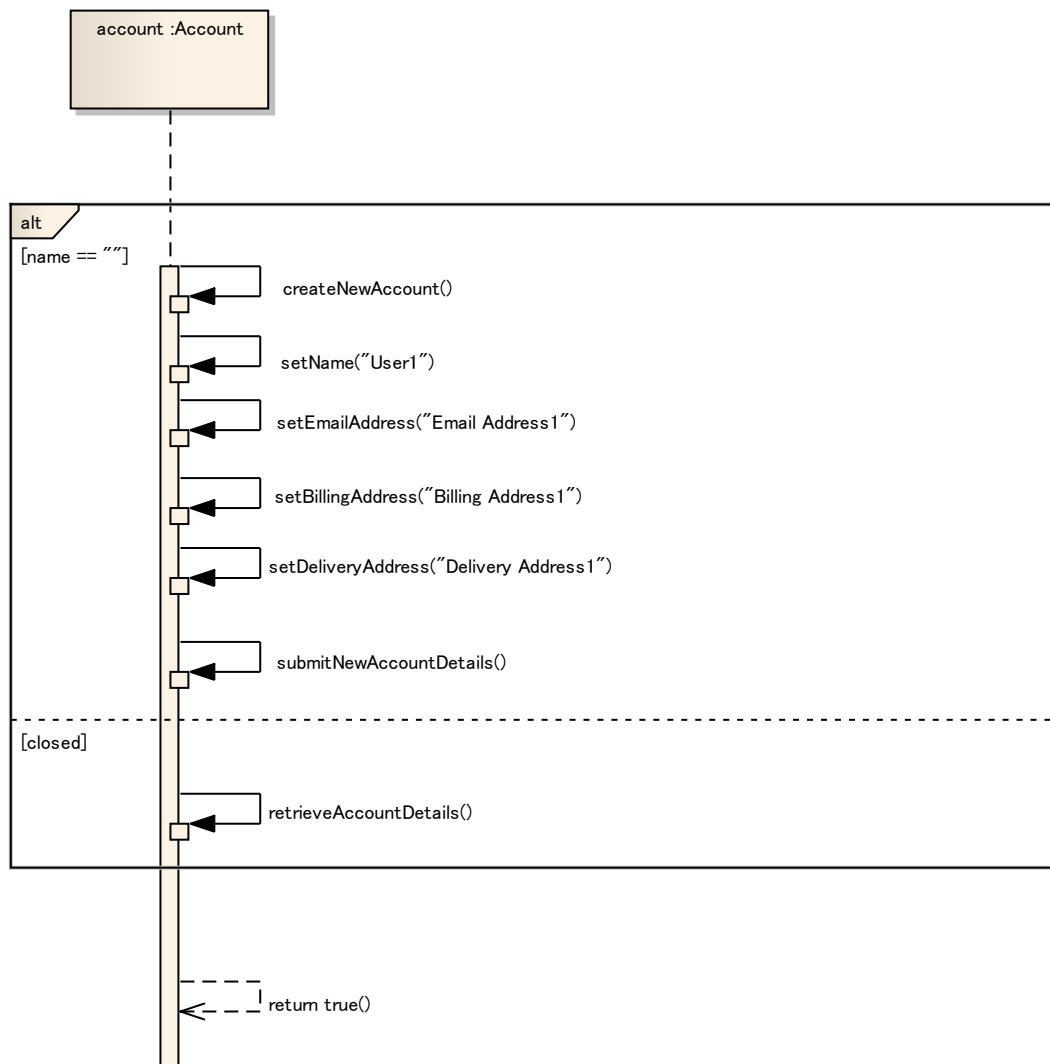 account :Account
alt
[name == ""]
createNewAccount()
setName("User1")
setEmailAddress("Email Address1")
setBillingAddress("Billing Address1")
setDeliveryAddress("Delivery Address1")
submitNewAccountDetails()
[closed]
retrieveAccountDetails()
return true()